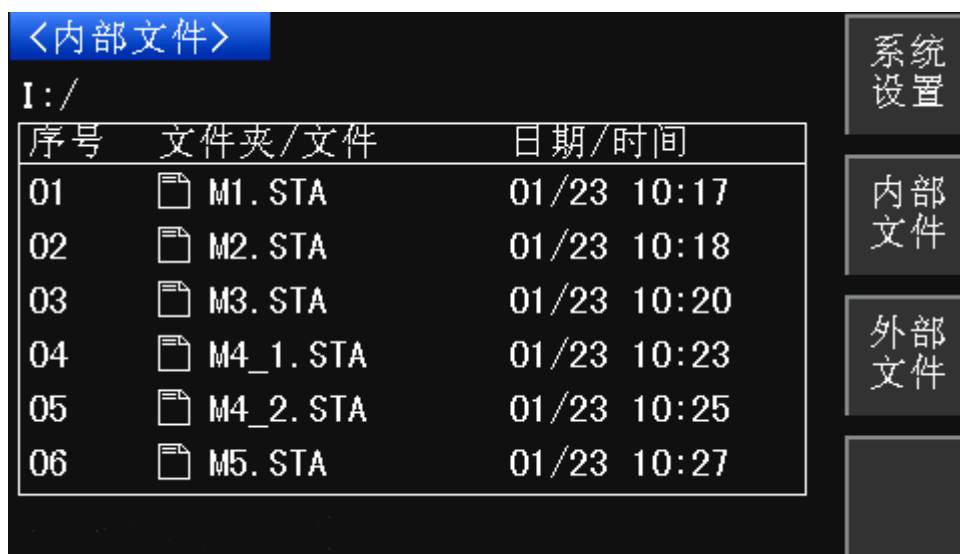 <内部文件>
I:/
序号 文件夹/文件 日期/时间
01 M1.STA 01/23 10:17
02 M2.STA 01/23 10:18
03 M3.STA 01/23 10:20
04 M4_1.STA 01/23 10:23
05 M4_2.STA 01/23 10:25
06 M5.STA 01/23 10:27
系统
设置
内部
文件
外部
文件